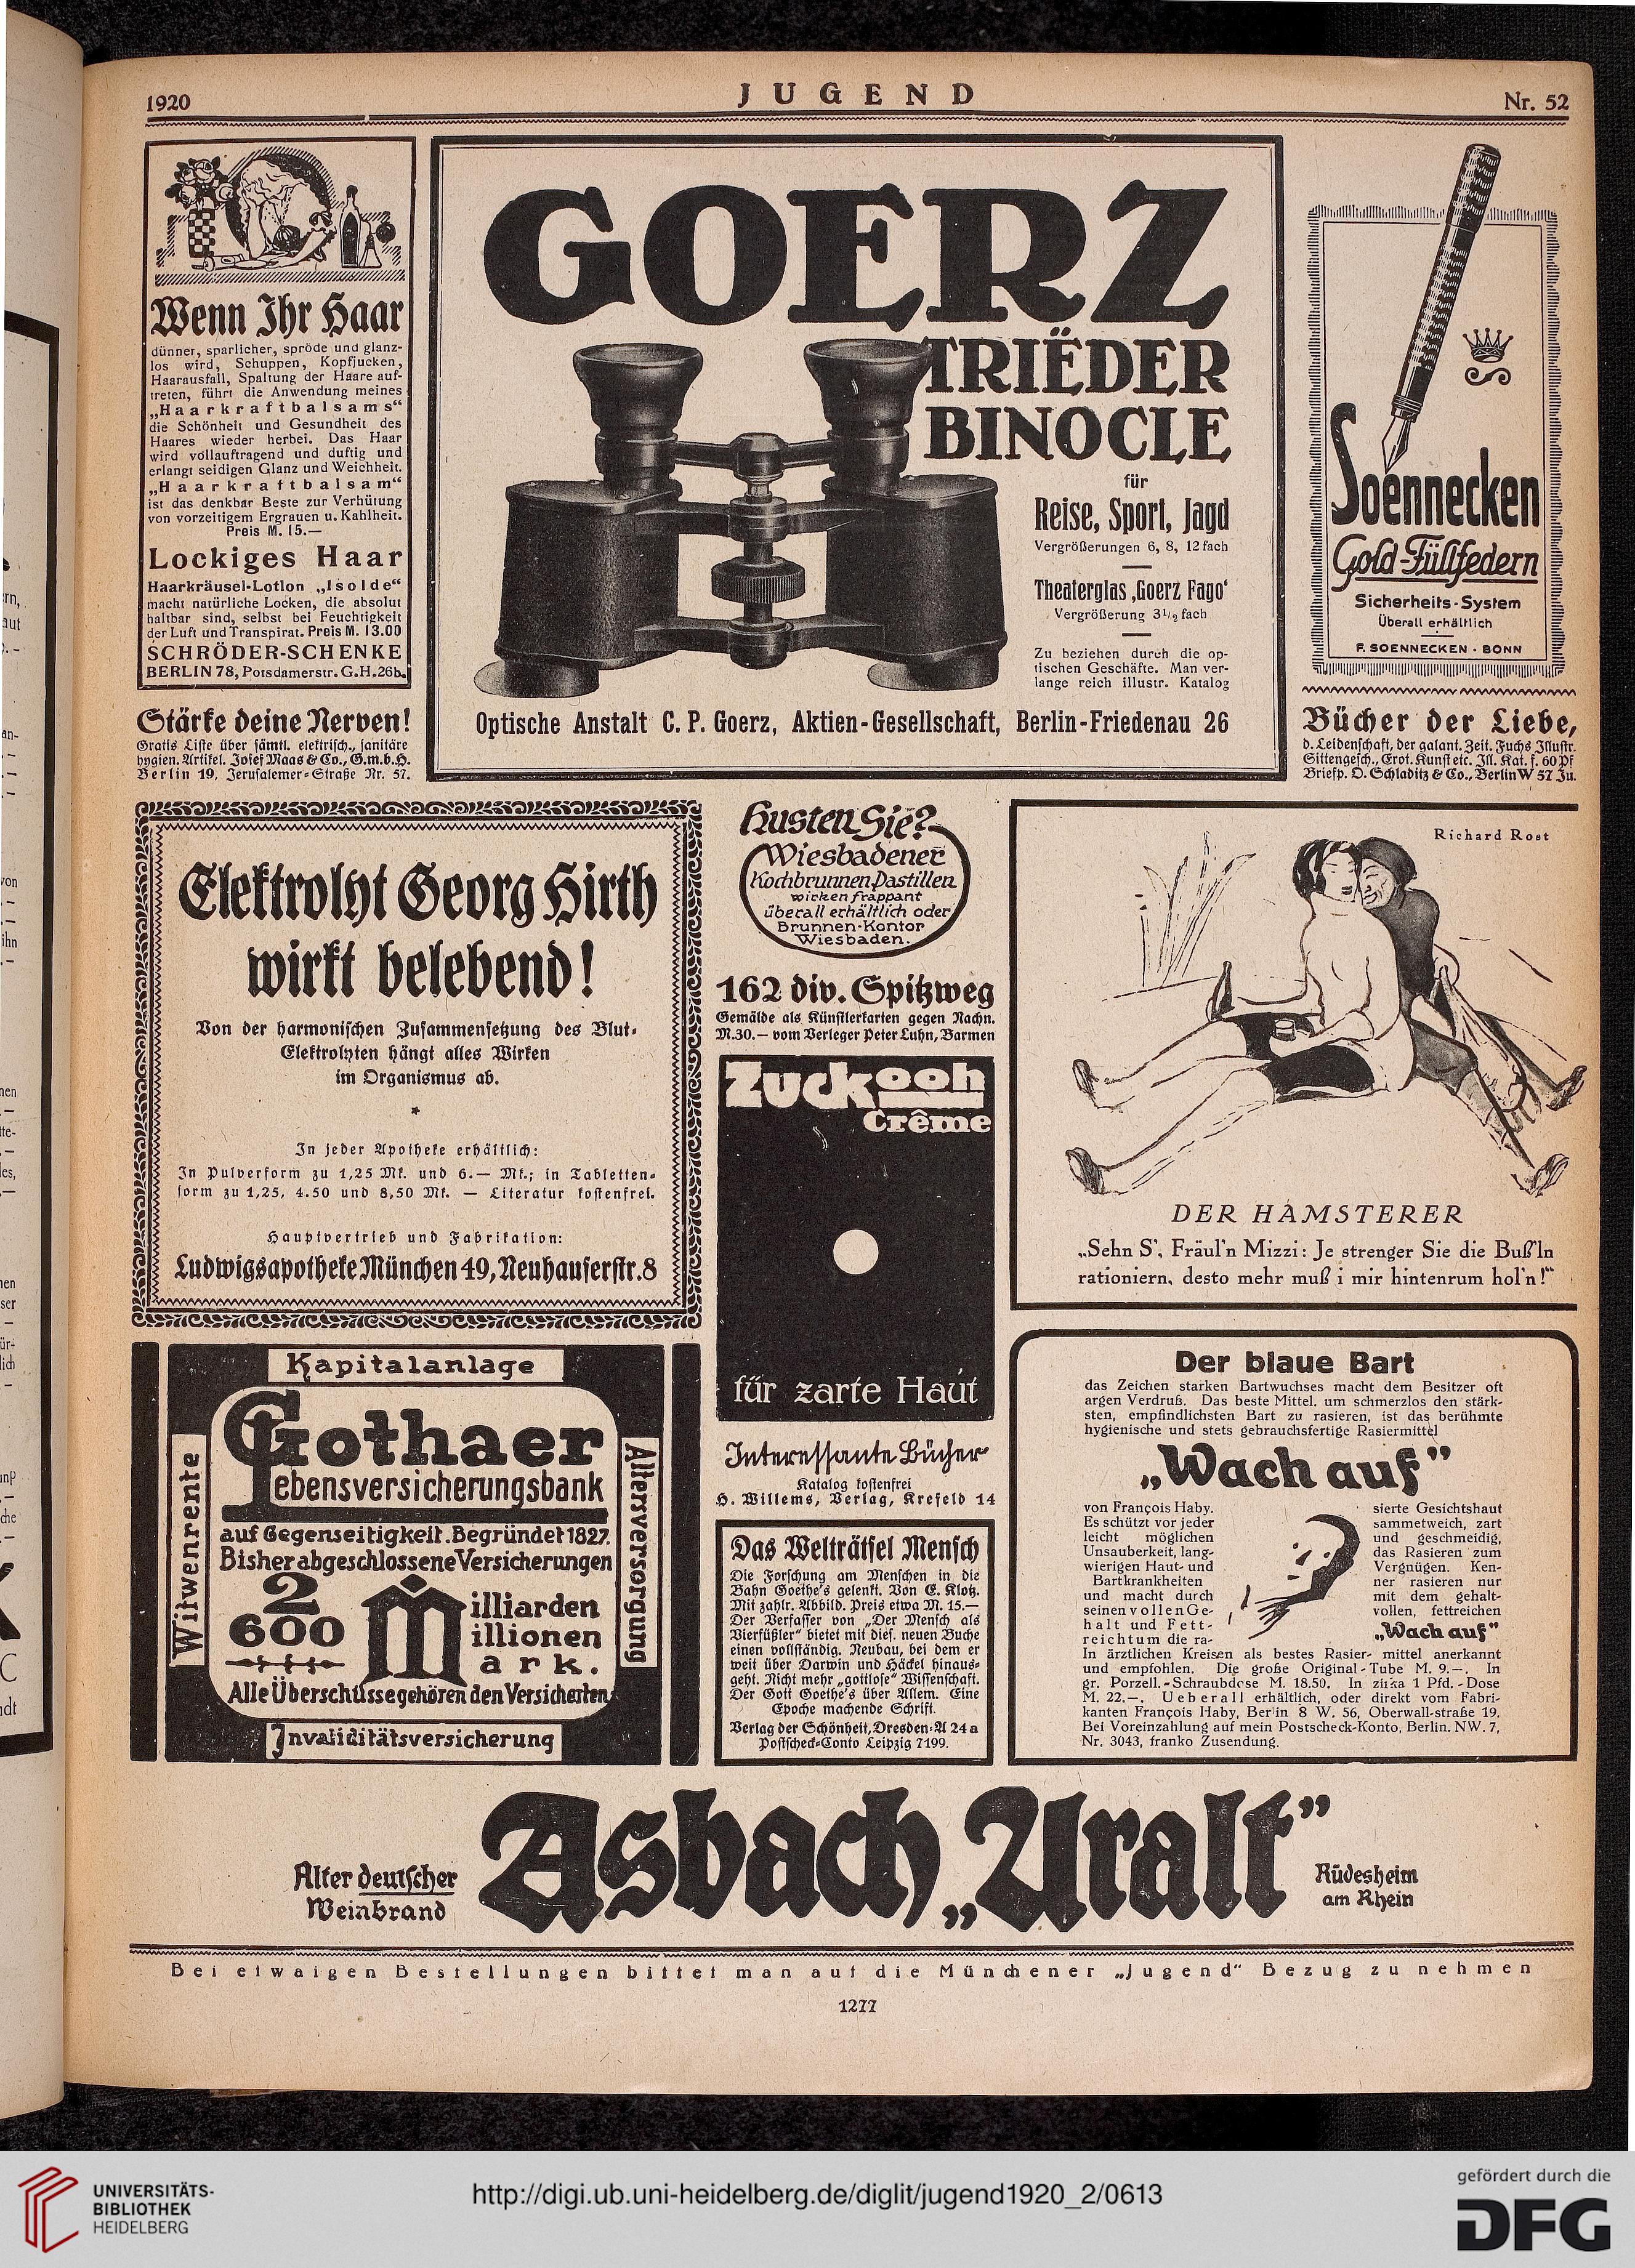 1920
JUGEND
Nr. 52
Wenn Ihr Haar
dünner, spärlicher, spröde und glanz-
los wird, Schuppen, Kopfjucken,
Haarausfall, Spaltung der Haare auf-
treten, führt die Anwendung meines
„Haarkraftbalsams“
die Schönheit und Gesundheit des
Haares wieder herbei. Das Haar
wird vollauftragend und duftig und
erlangt seidigen Glanz und Weichheit.
„Haarkraftbalsam“
ist das denkbar Beste zur Verhütung
von vorzeitigem Ergrauen u. Kahlheit.
Preis M. 15.—
Lockiges Haar
Haarkräusel-Lotion „Isolde“
macht natürliche Locken, die absolut
haltbar sind, selbst bei Feuchtigkeit
der Luft und Transpirat. Preis M. 13.00
SCHRÖDER-SCHENKE
BERLIN 78, Potsdamerstr. G.H.26b.
Stärke deine Nerven!
Gratis Liste über sämtl. elektrisch., sanitäre
hygien. Artikel. Josef Maas & Co., G.m.b.H.
Berlin 19, Jerusalemer-Straße Nr. 57.
GOERZ
TRIËDER
BINOCLE
für
Reise, Sport, Jagd
Vergrößerungen 6, 8, 12 fach
Theaterglas ‚Goerz Fago‘
Vergrößerung 3½ fach
Zu beziehen durch die op-
tischen Geschäfte. Man ver-
lange reich illustr. Katalog
Optische Anstalt C. P. Goerz, Aktien-Gesellschaft, Berlin-Friedenau 26
Soennecken
Gold-Füllfedern
Sicherheits-System
Überall erhältlich
F. SOENNECKEN · BONN
Bücher der Liebe,
d. Leidenschaft, der galant. Zeit. Fuchs Illustr.
Sittengesch., Erot. Kunst etc. Ill. Kat. f. 60 Pf
Briefp. O. Schladitz & Co., Berlin W 57 Ju.
Elektrolyt Georg Hirth
wirkt belebend!
Von der harmonischen Zusammensetzung des Blut-
Elektrolyten hängt alles Wirken
im Organismus ab.
*
In jeder Apotheke erhältlich:
In Pulverform zu 1,25 Mk. und 6.— Mk.; in Tabletten-
form zu 1,25, 4.50 und 8,50 Mk. — Literatur kostenfrei.
Hauptvertrieb und Fabrikation:
Ludwigsapotheke München 49, Neuhauserstr. 8
Husten Sie?
Wiesbadener
Kochbrunnen Pastillen
wirken frappant
überall erhältlich oder
Brunnen-Kontor
Wiesbaden.
162 div. Spitzweg
Gemälde als Künstlerkarten gegen Nachn.
M.30.— vom Verleger Peter Luhn, Barmen
Zuckooh
Crême
für zarte Haut
Interessante Bücher
Katalog kostenfrei
H. Willems, Verlag, Krefeld 14
Das Welträtsel Mensch
Die Forschung am Menschen in die
Bahn Goethe's gelenkt. Von E. Klotz.
Mit zahlr. Abbild. Preis etwa M. 15.—
Der Verfasser von „Der Mensch als
Vierfüßler“ bietet mit dies. neuen Buche
einen vollständig. Neubau, bei dem er
weit über Darwin und Häckel hinaus-
geht. Nicht mehr „gottlose“ Wissenschaft.
Der Gott Goethe's über Allem. Eine
Epoche machende Schrift.
Verlag der Schönheit, Dresden-A 24 a
Postscheck-Conto Leipzig 7199.
Richard Rost
DER HAMSTERER
„Sehn S', Fräul'n Mizzi: Je strenger Sie die Buß'ln
rationiern, desto mehr muß i mir hintenrum hol'n!“
Kapitalanlage
Witwenrente
Gothaer
Lebensversicherungsbank
auf Gegenseitigkeit. Begründet 1827.
Bisher abgeschlossene Versicherungen
2 Milliarden
600 Millionen
Mark.
Alle Überschüsse gehören den Versicherten
Altersversorgung
Invaliditätsversicherung
Der blaue Bart
das Zeichen starken Bartwuchses macht dem Besitzer oft
argen Verdruß. Das beste Mittel, um schmerzlos den stärk-
sten, empfindlichsten Bart zu rasieren, ist das berühmte
hygienische und stets gebrauchsfertige Rasiermittel
„Wach auf”
von François Haby.
Es schützt vor jeder
leicht möglichen
Unsauberkeit, lang-
wierigen Haut- und
Bartkrankheiten
und macht durch
seinen vollen Ge-
halt und Fett-
reichtum die ra-
sierte Gesichtshaut
sammetweich, zart
und geschmeidig,
das Rasieren zum
Vergnügen. Ken-
ner rasieren nur
mit dem gehalt-
vollen, fettreichen
„Wach auf”
In ärztlichen Kreisen als bestes Rasier- mittel anerkannt
und empfohlen. Die große Original-Tube M. 9.—. In
gr. Porzell.-Schraubdose M. 18.50. In zirka 1 Pfd.-Dose
M. 22.—. Ueberall erhältlich, oder direkt vom Fabri-
kanten François Haby, Berlin 8 W. 56, Oberwall-straße 19.
Bei Voreinzahlung auf mein Postscheck-Konto, Berlin. NW. 7,
Nr. 3043, franko Zusendung.
Alter deutscher
Weinbrand
Asbach „Uralt”
Rüdesheim
am Rhein
Bei etwaigen Bestellungen bittet man auf die Münchener „Jugend“ Bezug zu nehmen
1277
UNIVERSITÄTS-
BIBLIOTHEK
HEIDELBERG
http://digi.ub.uni-heidelberg.de/diglit/jugend1920_2/0613
gefördert durch die
DFG